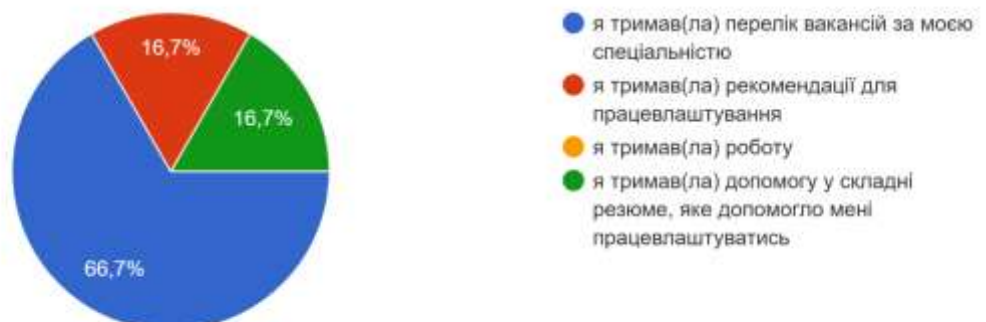 16,7%
16,7%
66,7%
я тримав(ла) перелік вакансій за моєю
спеціальністю
я тримав(ла) рекомендації для
працевлаштування
я тримав(ла) роботу
я тримав(ла) допомогу у складні
резюме, яке допомогло мені
працевлаштуватись